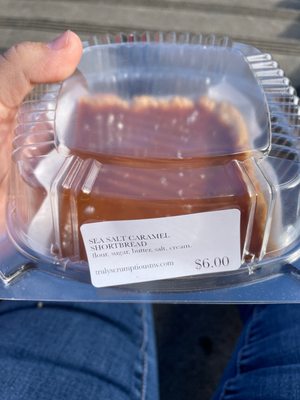 SEA SALT CARAMEL
SHORTBREAD
flour, sugar, butter, salt, cream.
trulyscrumptiousms.com
$6.00